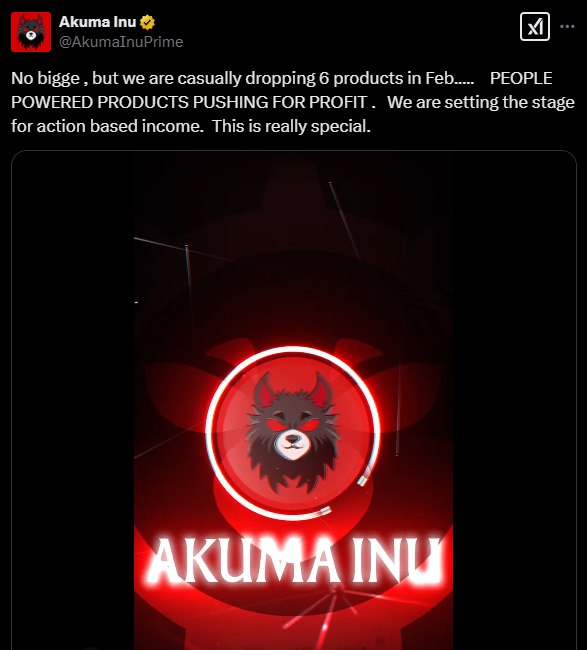 Akuma Inu
@AkumaInuPrime
No bigge , but we are casually dropping 6 products in Feb..... PEOPLE
POWERED PRODUCTS PUSHING FOR PROFIT . We are setting the stage
for action based income. This is really special.
AKUMA INU